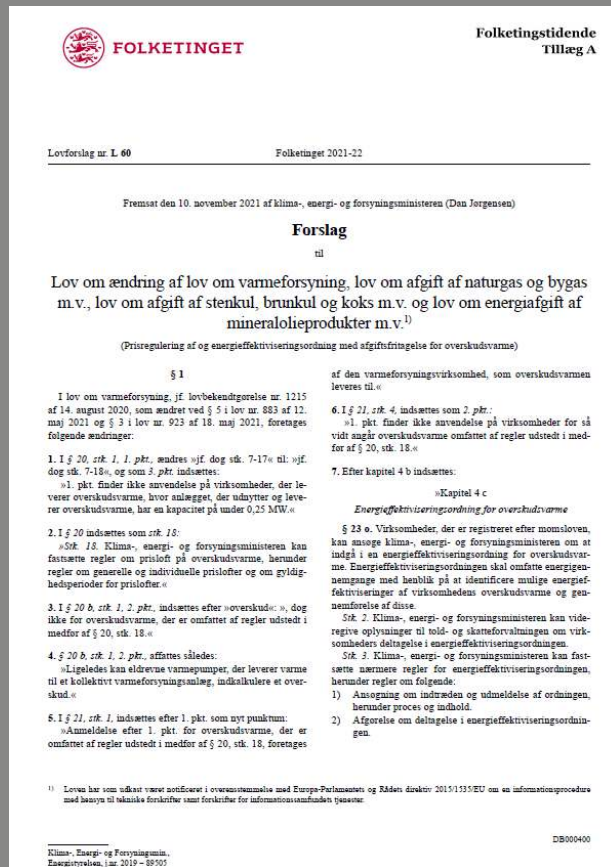 FOLKETINGET
Folketingstidende
Tillæg A
Lovforslag nr. L 60
Folketinget 2021-22
Fremsat den 10. november 2021 af klima-, energi- og forsyningsministeren (Dan Jørgensen)
Forslag
til
Lov om ændring af lov om varmeforsyning, lov om afgift af naturgas og bygas
m.v., lov om afgift af stenkul, brunkul og koks m.v. og lov om energiafgift af
mineralolieprodukter m.v.¹⁾
(Prisregulering af og energieffektiviseringsordning med afgiftsfritagelse for overskudsvarme)
§ 1
I lov om varmeforsyning, jf. lovbekendtgørelse nr. 1215
af 14. august 2020, som ændret ved § 5 i lov nr. 883 af 12.
maj 2021 og § 3 i lov nr. 923 af 18. maj 2021, foretages
følgende ændringer:
1. I § 20, stk. 1, 1. pkt., ændres »jf. dog stk. 7-17« til: »jf.
dog stk. 7-18«, og som 3. pkt. indsættes:
»1. pkt. finder ikke anvendelse på virksomheder, der le-
verer overskudsvarme, hvor anlægget, der udnytter og leve-
rer overskudsvarme, har en kapacitet på under 0,25 MW.«
2. I § 20 indsættes som stk. 18:
»Stk. 18. Klima-, energi- og forsyningsministeren kan
fastsætte regler om prisloft på overskudsvarme, herunder
regler om generelle og individuelle prislofter og om gyldig-
hedsperioder for prislofter.«
3. I § 20 b, stk. 1, 2. pkt., indsættes efter »overskud«: », dog
ikke for overskudsvarme, der er omfattet af regler udstedt i
medfør af § 20, stk. 18.«
4. § 20 b, stk. 1, 2. pkt., affattes således:
»Ligeledes kan eldrevne varmepumper, der leverer varme
til et kollektivt varmeforsyningsanlæg, indkalkulere et over-
skud.«
5. I § 21, stk. 1, indsættes efter 1. pkt. som nyt punktum:
»Anmeldelse efter 1. pkt. for overskudsvarme, der er
omfattet af regler udstedt i medfør af § 20, stk. 18, foretages
af den varmeforsyningsvirksomhed, som overskudsvarmen
leveres til.«
6. I § 21, stk. 4, indsættes som 2. pkt.:
»1. pkt. finder ikke anvendelse på virksomheder for så
vidt angår overskudsvarme omfattet af regler udstedt i med-
før af § 20, stk. 18.«
7. Efter kapitel 4 b indsættes:
»Kapitel 4 c
Energieffektiviseringsordning for overskudsvarme
§ 23 o. Virksomheder, der er registreret efter momsloven,
kan ansøge klima-, energi- og forsyningsministeren om at
indgå i en energieffektiviseringsordning for overskudsvar-
me. Energieffektiviseringsordningen skal omfatte energigen-
nemgange med henblik på at identificere mulige energief-
fektiviseringer af virksomhedens overskudsvarme og gen-
nemførelse af disse.
Stk. 2. Klima-, energi- og forsyningsministeren kan vide-
regive oplysninger til told- og skatteforvaltningen om virk-
somheders deltagelse i energieffektiviseringsordningen.
Stk. 3. Klima-, energi- og forsyningsministeren kan fast-
sætte nærmere regler for energieffektiviseringsordningen,
herunder regler om følgende:
1) Ansøgning om indtræden og udmeldelse af ordningen,
herunder proces og indhold.
2) Afgørelse om deltagelse i energieffektiviseringsordnin-
gen.
1) Loven har som udkast været notificeret i overensstemmelse med Europa-Parlamentets og Rådets direktiv 2015/1535/EU om en informationsprocedure
med hensyn til tekniske forskrifter samt forskrifter for informationssamfundets tjenester.
DB000400
Klima-, Energi- og Forsyningsmin.,
Energistyrelsen, j.nr. 2019 – 89505